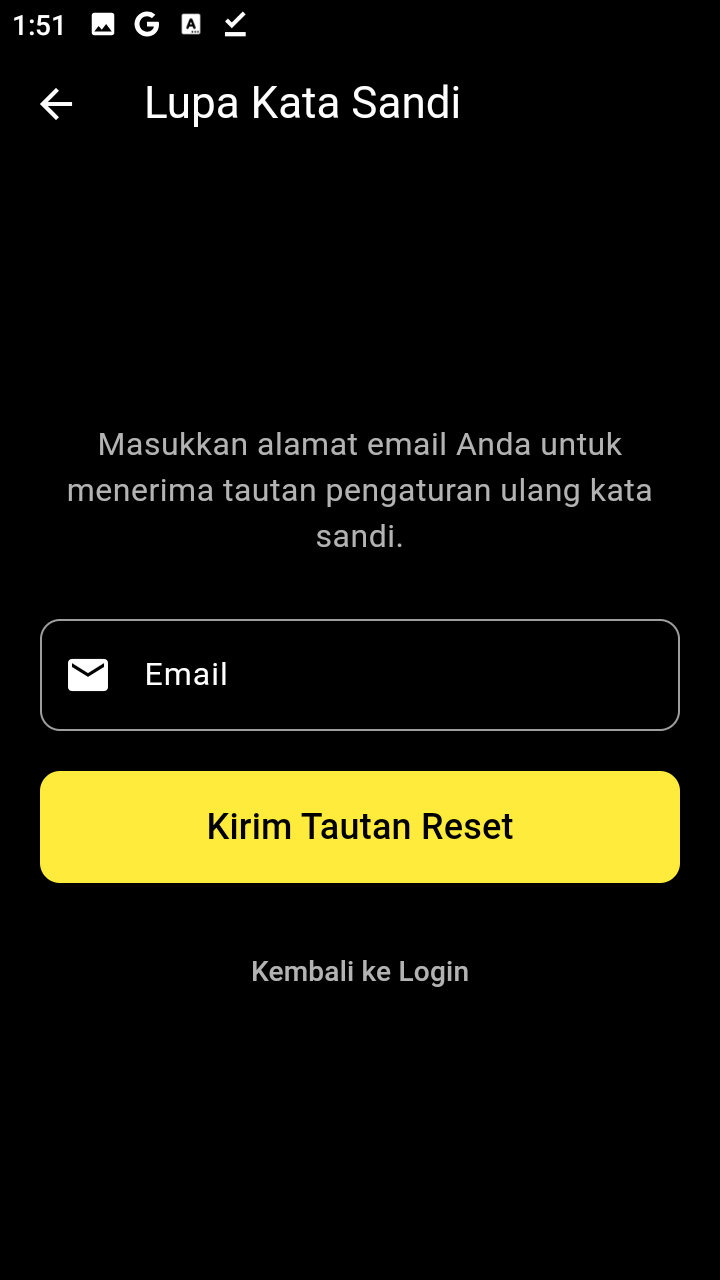 1:51
Lupa Kata Sandi
Masukkan alamat email Anda untuk
menerima tautan pengaturan ulang kata
sandi.
Email
Kirim Tautan Reset
Kembali ke Login